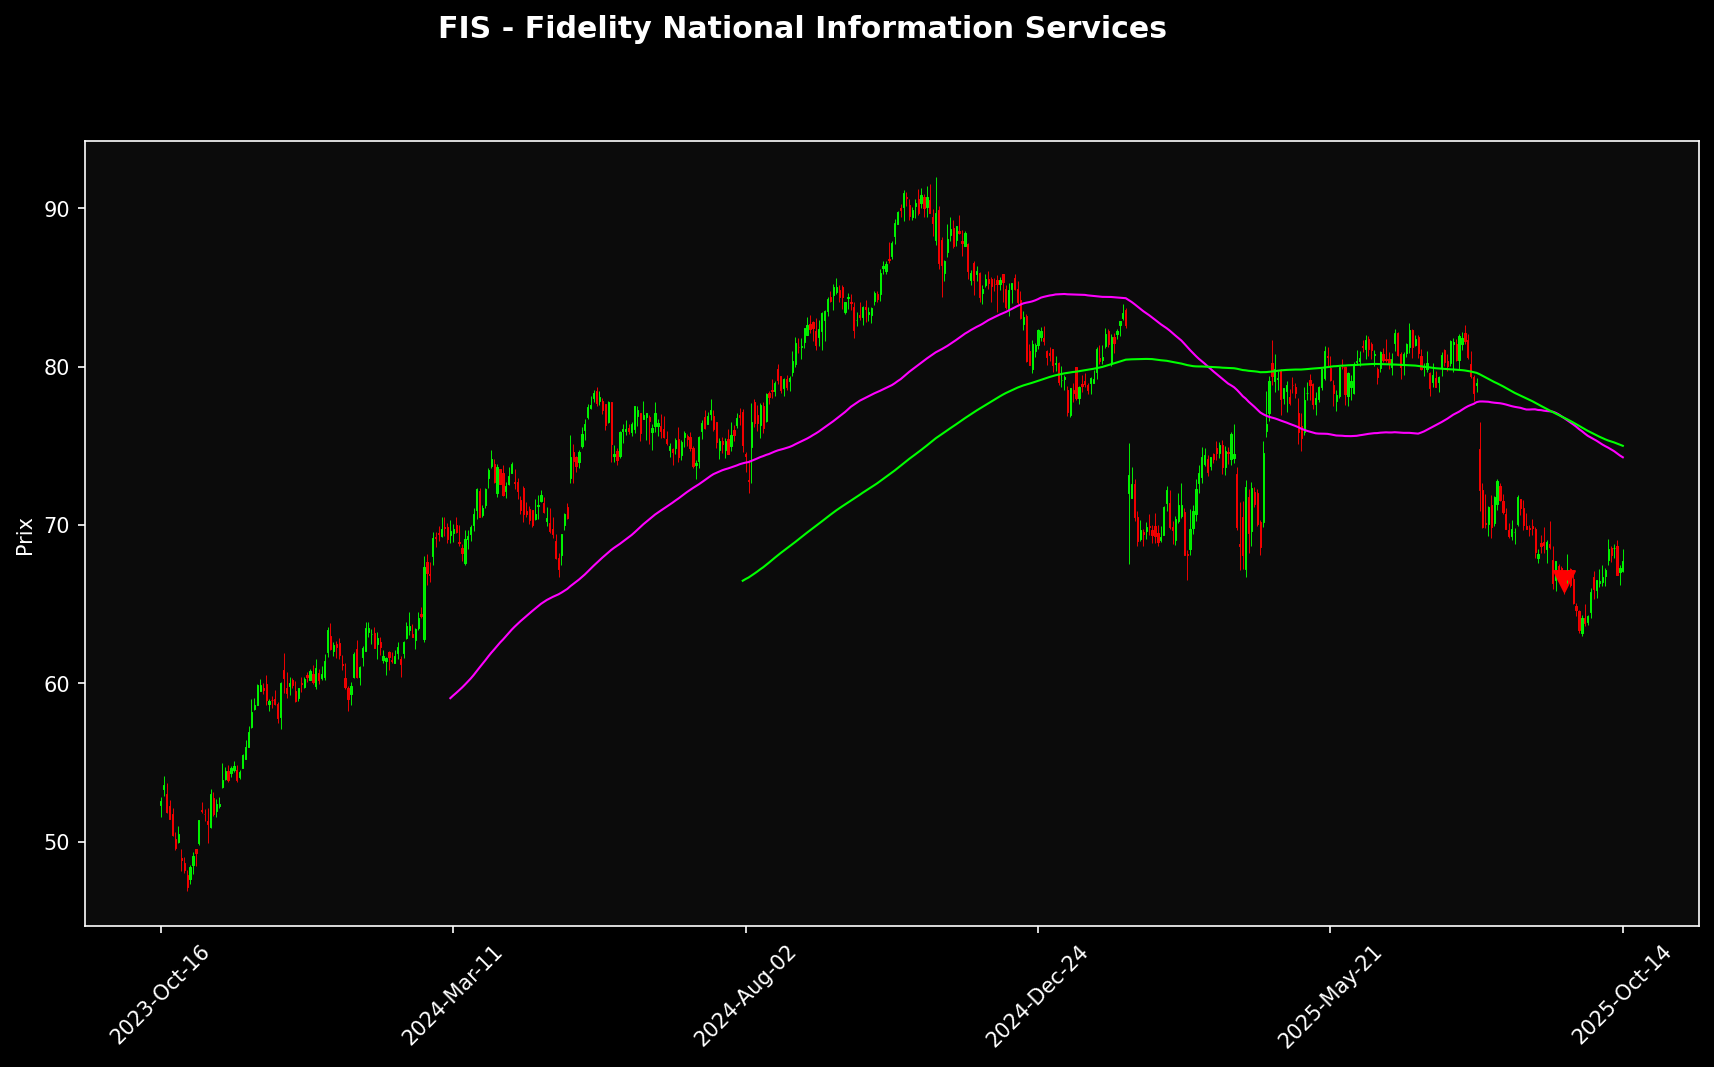 FIS - Fidelity National Information Services
Prix
90
80
70
60
50
2023-Oct-16
2024-Mar-11
2024-Aug-02
2024-Dec-24
2025-May-21
2025-Oct-14